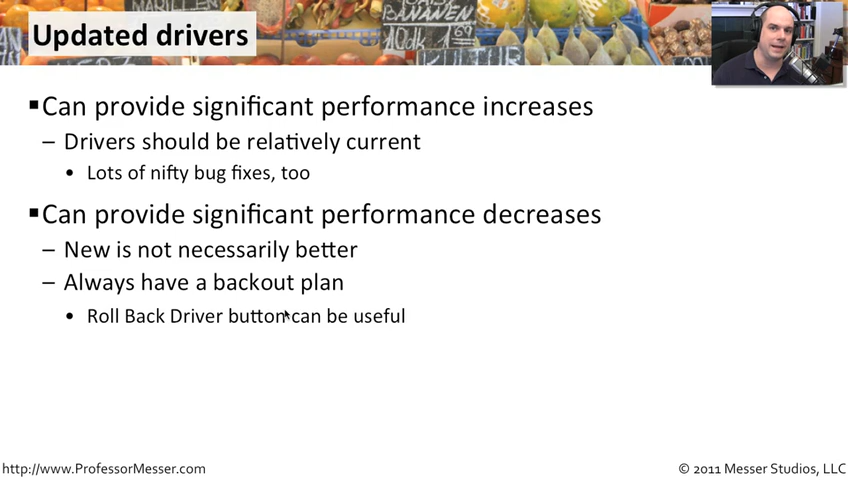 BANANEN
Updated drivers
KULTUR
▪Can provide significant performance increases
– Drivers should be relatively current
• Lots of nifty bug fixes, too
▪Can provide significant performance decreases
– New is not necessarily better
– Always have a backout plan
• Roll Back Driver button can be useful
http://www.ProfessorMesser.com
© 2011 Messer Studios, LLC